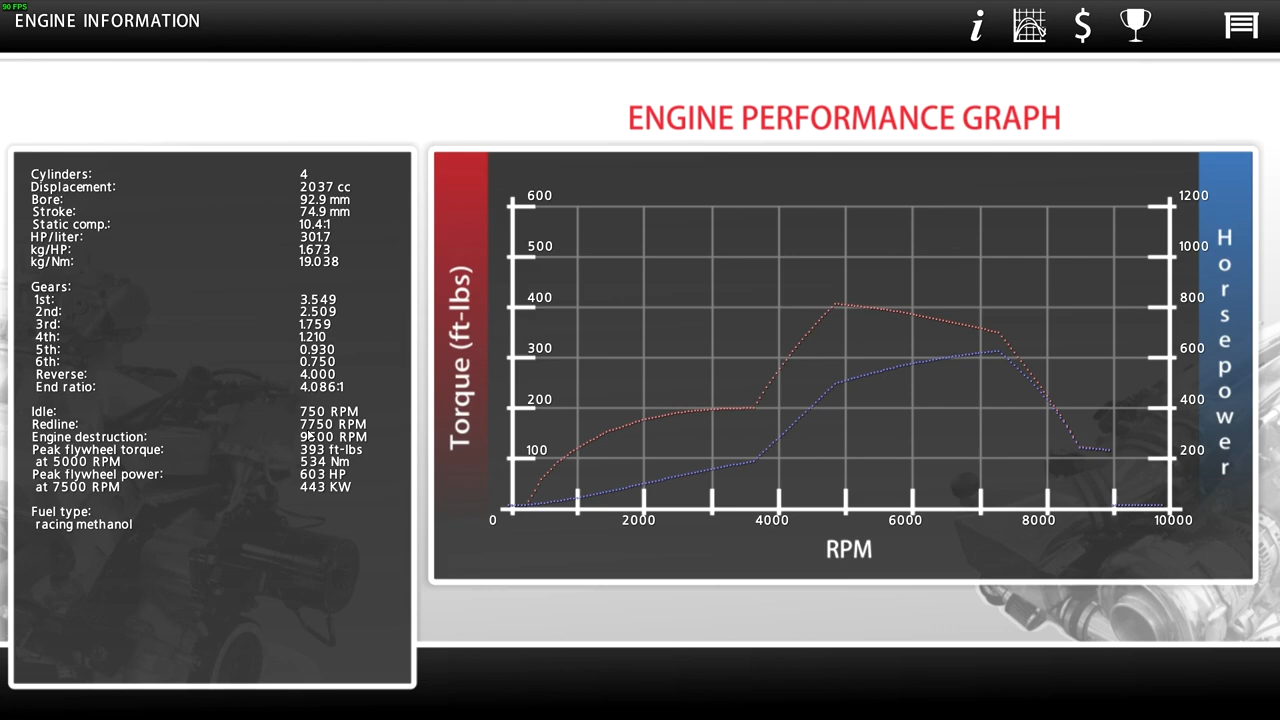 90 FPS
ENGINE INFORMATION
i $
ENGINE PERFORMANCE GRAPH
Cylinders: 4
Displacement: 2037 cc
Bore: 92.9 mm
Stroke: 74.9 mm
Static comp.: 10.4:1
HP/liter: 301.7
kg/HP: 1.673
kg/Nm: 19.038
Gears:
1st: 3.549
2nd: 2.509
3rd: 1.759
4th: 1.210
5th: 0.930
6th: 0.750
Reverse: 4.000
End ratio: 4.086:1
Idle: 750 RPM
Redline: 7750 RPM
Engine destruction: 9500 RPM
Peak flywheel torque: 393 ft-lbs
at 5000 RPM 534 Nm
Peak flywheel power: 603 HP
at 7500 RPM 443 KW
Fuel type:
racing methanol
Torque (ft-lbs)
600
500
400
300
200
100
1200
1000
800
600
400
200
Horsepower
0 2000 4000 6000 8000 10000
RPM